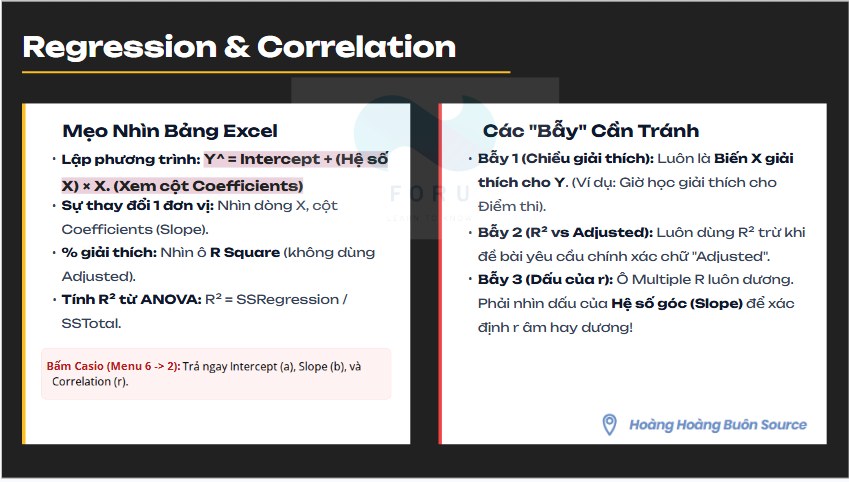 Regression & Correlation
Mẹo Nhìn Bảng Excel
• Lập phương trình: Y^ = Intercept + (Hệ số
X) × X. (Xem cột Coefficients)
• Sự thay đổi 1 đơn vị: Nhìn dòng X, cột
Coefficients (Slope).
• % giải thích: Nhìn ô R Square (không dùng
Adjusted).
• Tính R² từ ANOVA: R² = SSRegression /
SSTotal.
Bấm Casio (Menu 6 -> 2): Trả ngay Intercept (a), Slope (b), và
Correlation (r).
Các "Bẫy" Cần Tránh
• Bẫy 1 (Chiều giải thích): Luôn là Biến X giải
thích cho Y. (Ví dụ: Giờ học giải thích cho
Điểm thi).
• Bẫy 2 (R² vs Adjusted): Luôn dùng R² trừ khi
đề bài yêu cầu chính xác chữ "Adjusted".
• Bẫy 3 (Dấu của r): Ô Multiple R luôn dương.
Phải nhìn dấu của Hệ số góc (Slope) để xác
định r âm hay dương!
FORU
Hoàng Hoàng Buôn Source